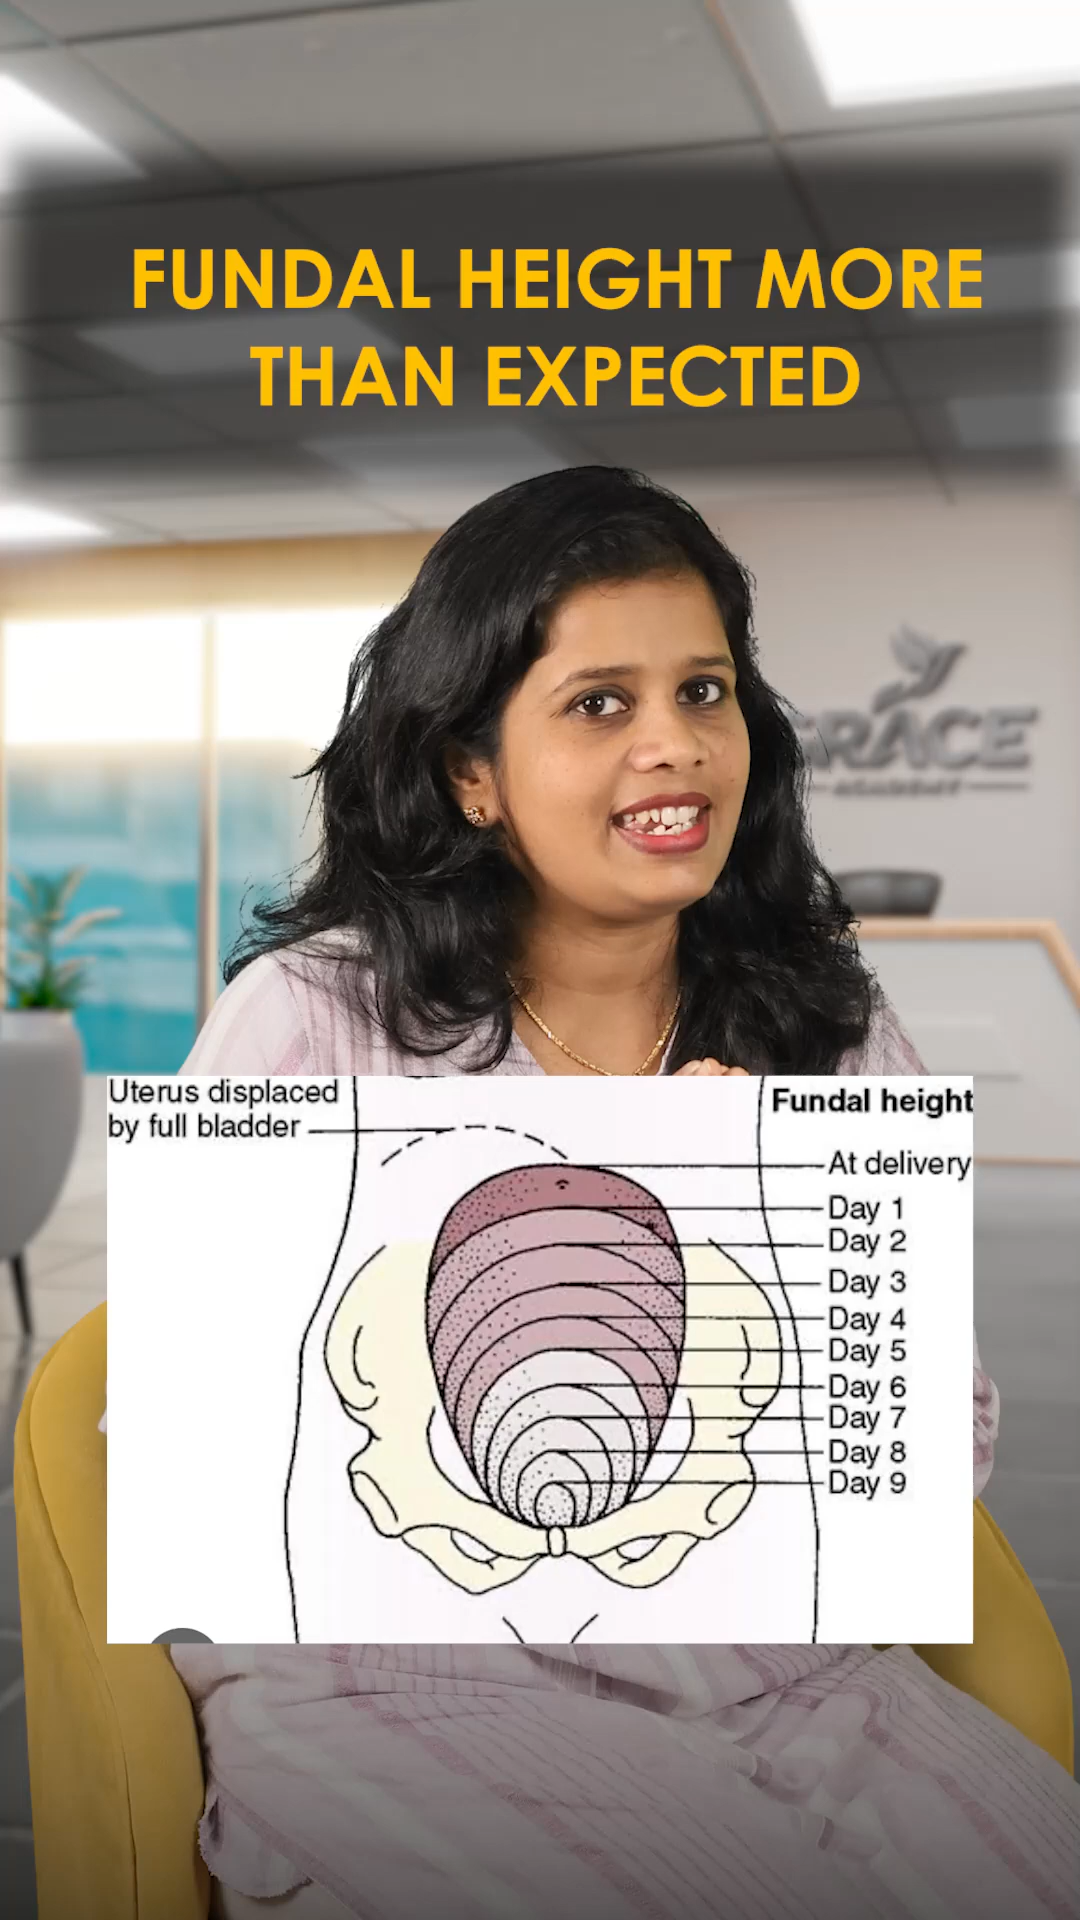 FUNDAL HEIGHT MORE
THAN EXPECTED
GRACE
ACADEMY
Uterus displaced
by full bladder
Fundal height
At delivery
Day 1
Day 2
Day 3
Day 4
Day 5
Day 6
Day 7
Day 8
Day 9